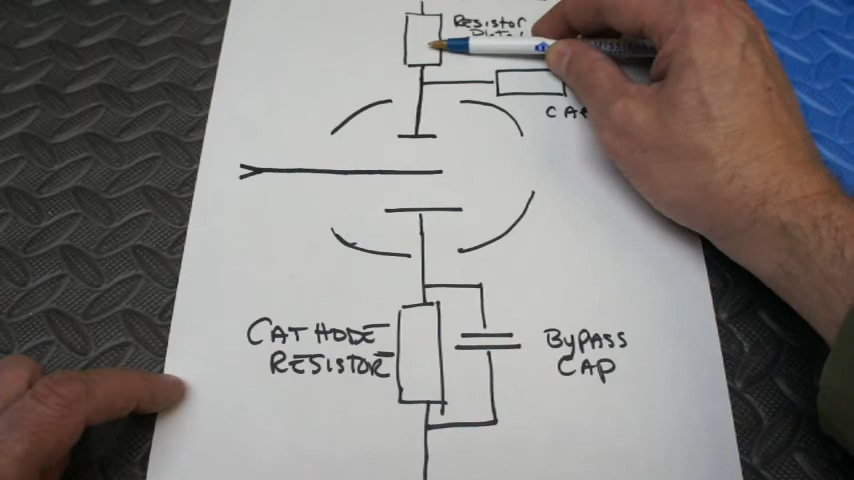 RESISTOR
CATHODE
RESISTOR
BYPASS
CAP